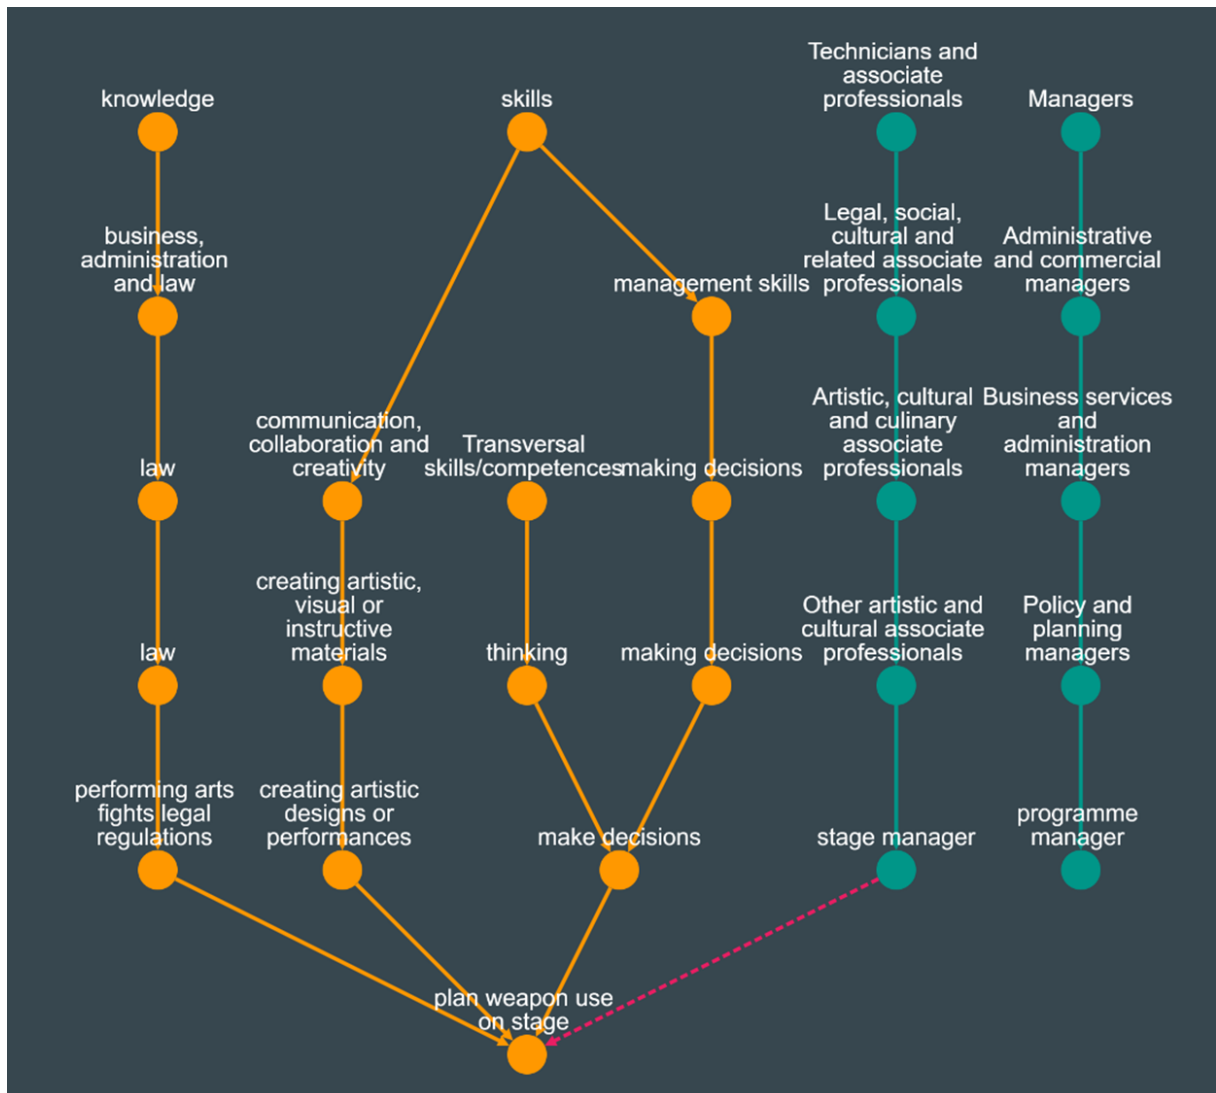 knowledge
skills
Technicians and
associate
professionals
Managers
business,
administration
and law
management skills
Legal, social,
cultural and
related associate
professionals
Administrative
and commercial
managers
law
communication,
collaboration and
creativity
Transversal
skills/competences
making decisions
Artistic, cultural
and culinary
associate
professionals
Business services
and
administration
managers
law
creating artistic,
visual or
instructive
materials
thinking
making decisions
Other artistic and
cultural associate
professionals
Policy and
planning
managers
performing arts
fights legal
regulations
creating artistic
designs or
performances
make decisions
stage manager
programme
manager
plan weapon use
on stage